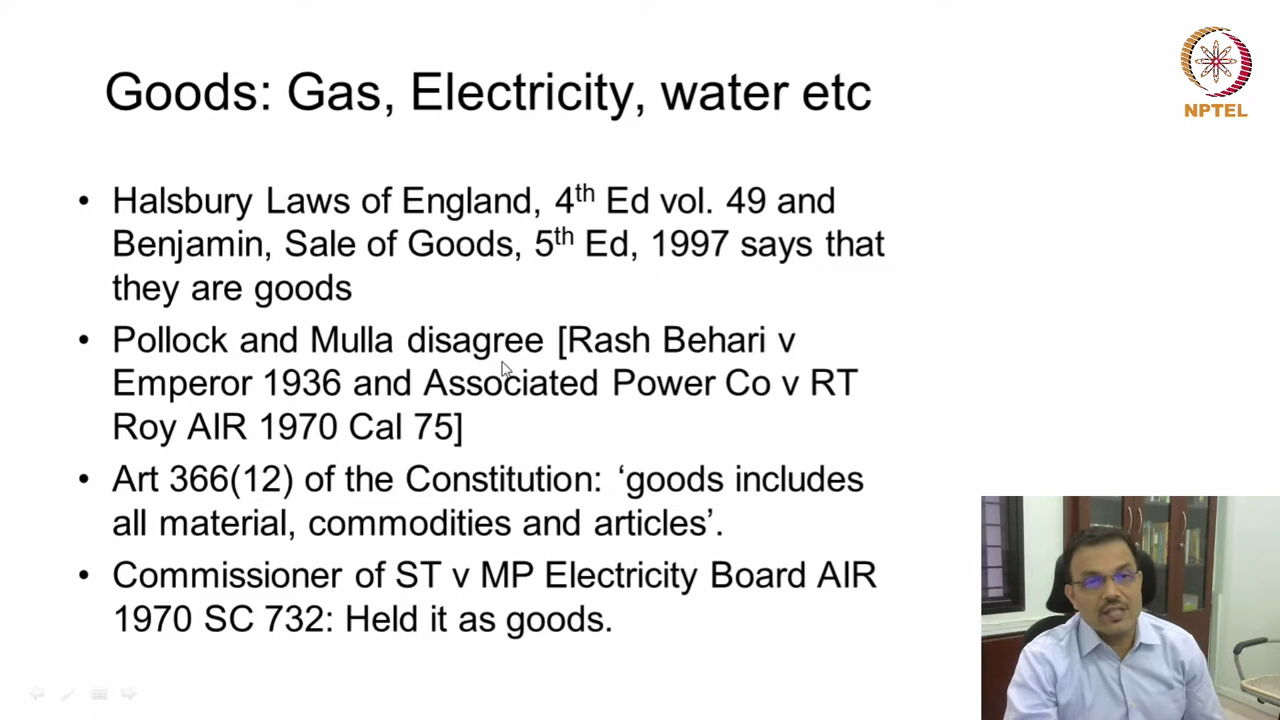 Goods: Gas, Electricity, water etc
NPTEL
• Halsbury Laws of England, 4th Ed vol. 49 and
Benjamin, Sale of Goods, 5th Ed, 1997 says that
they are goods
• Pollock and Mulla disagree [Rash Behari v
Emperor 1936 and Associated Power Co v RT
Roy AIR 1970 Cal 75]
• Art 366(12) of the Constitution: ‘goods includes
all material, commodities and articles’.
• Commissioner of ST v MP Electricity Board AIR
1970 SC 732: Held it as goods.